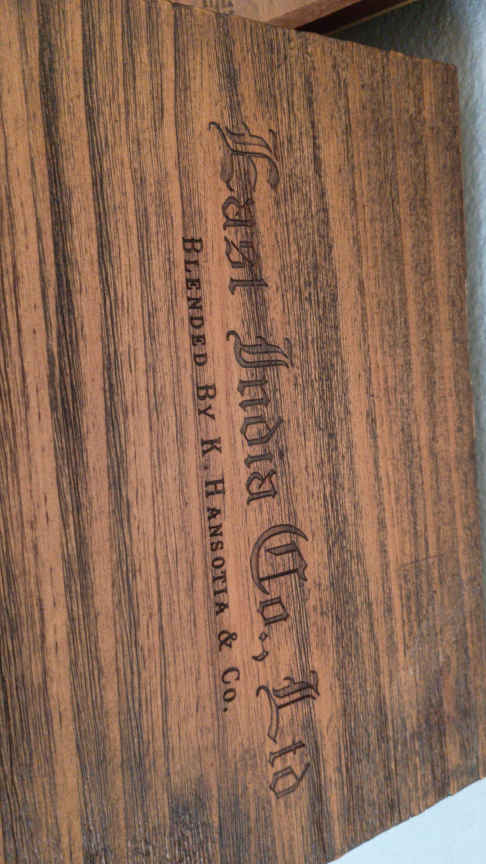 East India Co., Ltd
BLENDED BY K. HANSOTIA & CO.